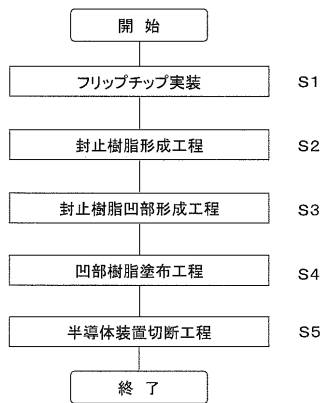 開 始
フリップチップ実装 S1
封止樹脂形成工程 S2
封止樹脂凹部形成工程 S3
凹部樹脂塗布工程 S4
半導体装置切断工程 S5
終 了